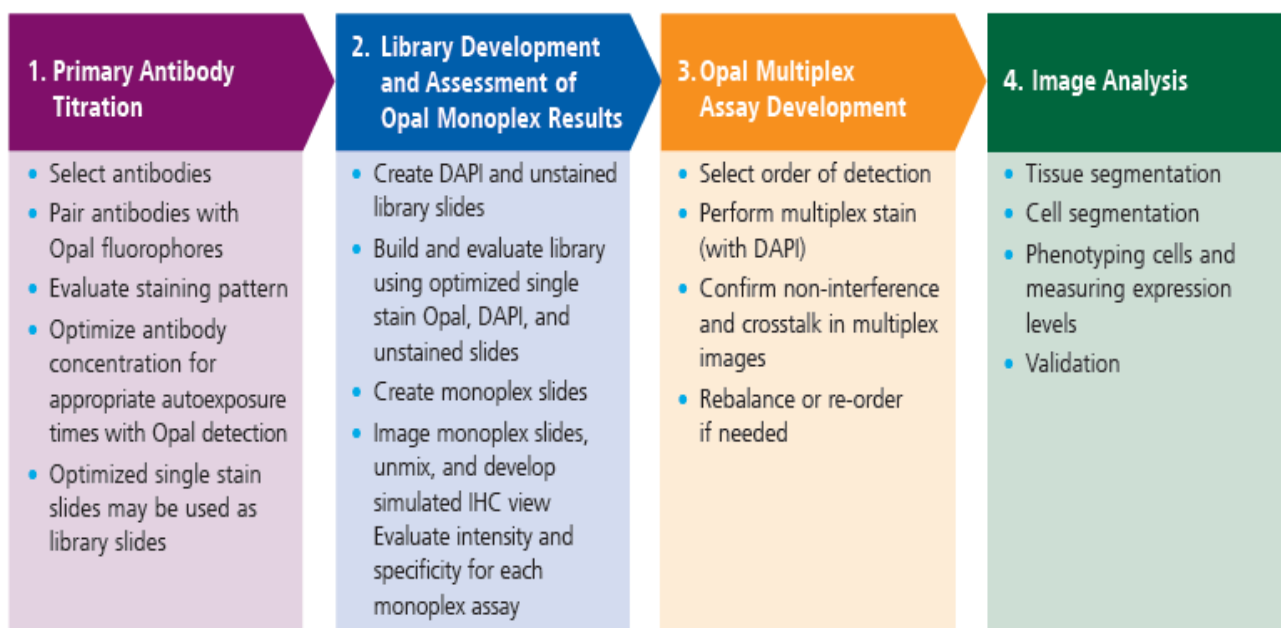 1. Primary Antibody
Titration
• Select antibodies
• Pair antibodies with
Opal fluorophores
• Evaluate staining pattern
• Optimize antibody
concentration for
appropriate autoexposure
times with Opal detection
• Optimized single stain
slides may be used as
library slides
2. Library Development
and Assessment of
Opal Monoplex Results
• Create DAPI and unstained
library slides
• Build and evaluate library
using optimized single
stain Opal, DAPI, and
unstained slides
• Create monoplex slides
• Image monoplex slides,
unmix, and develop
simulated IHC view
Evaluate intensity and
specificity for each
monoplex assay
3. Opal Multiplex
Assay Development
• Select order of detection
• Perform multiplex stain
(with DAPI)
• Confirm non-interference
and crosstalk in multiplex
images
• Rebalance or re-order
if needed
4. Image Analysis
• Tissue segmentation
• Cell segmentation
• Phenotyping cells and
measuring expression
levels
• Validation